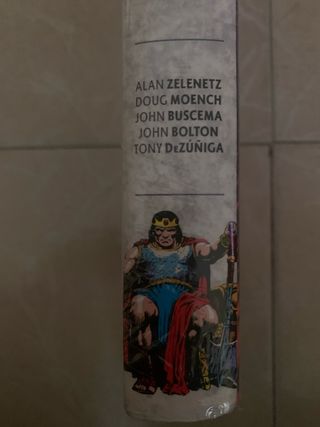 ALAN ZELENETZ
DOUG MOENCH
JOHN BUSCEMA
JOHN BOLTON
TONY DeZÚÑIGA